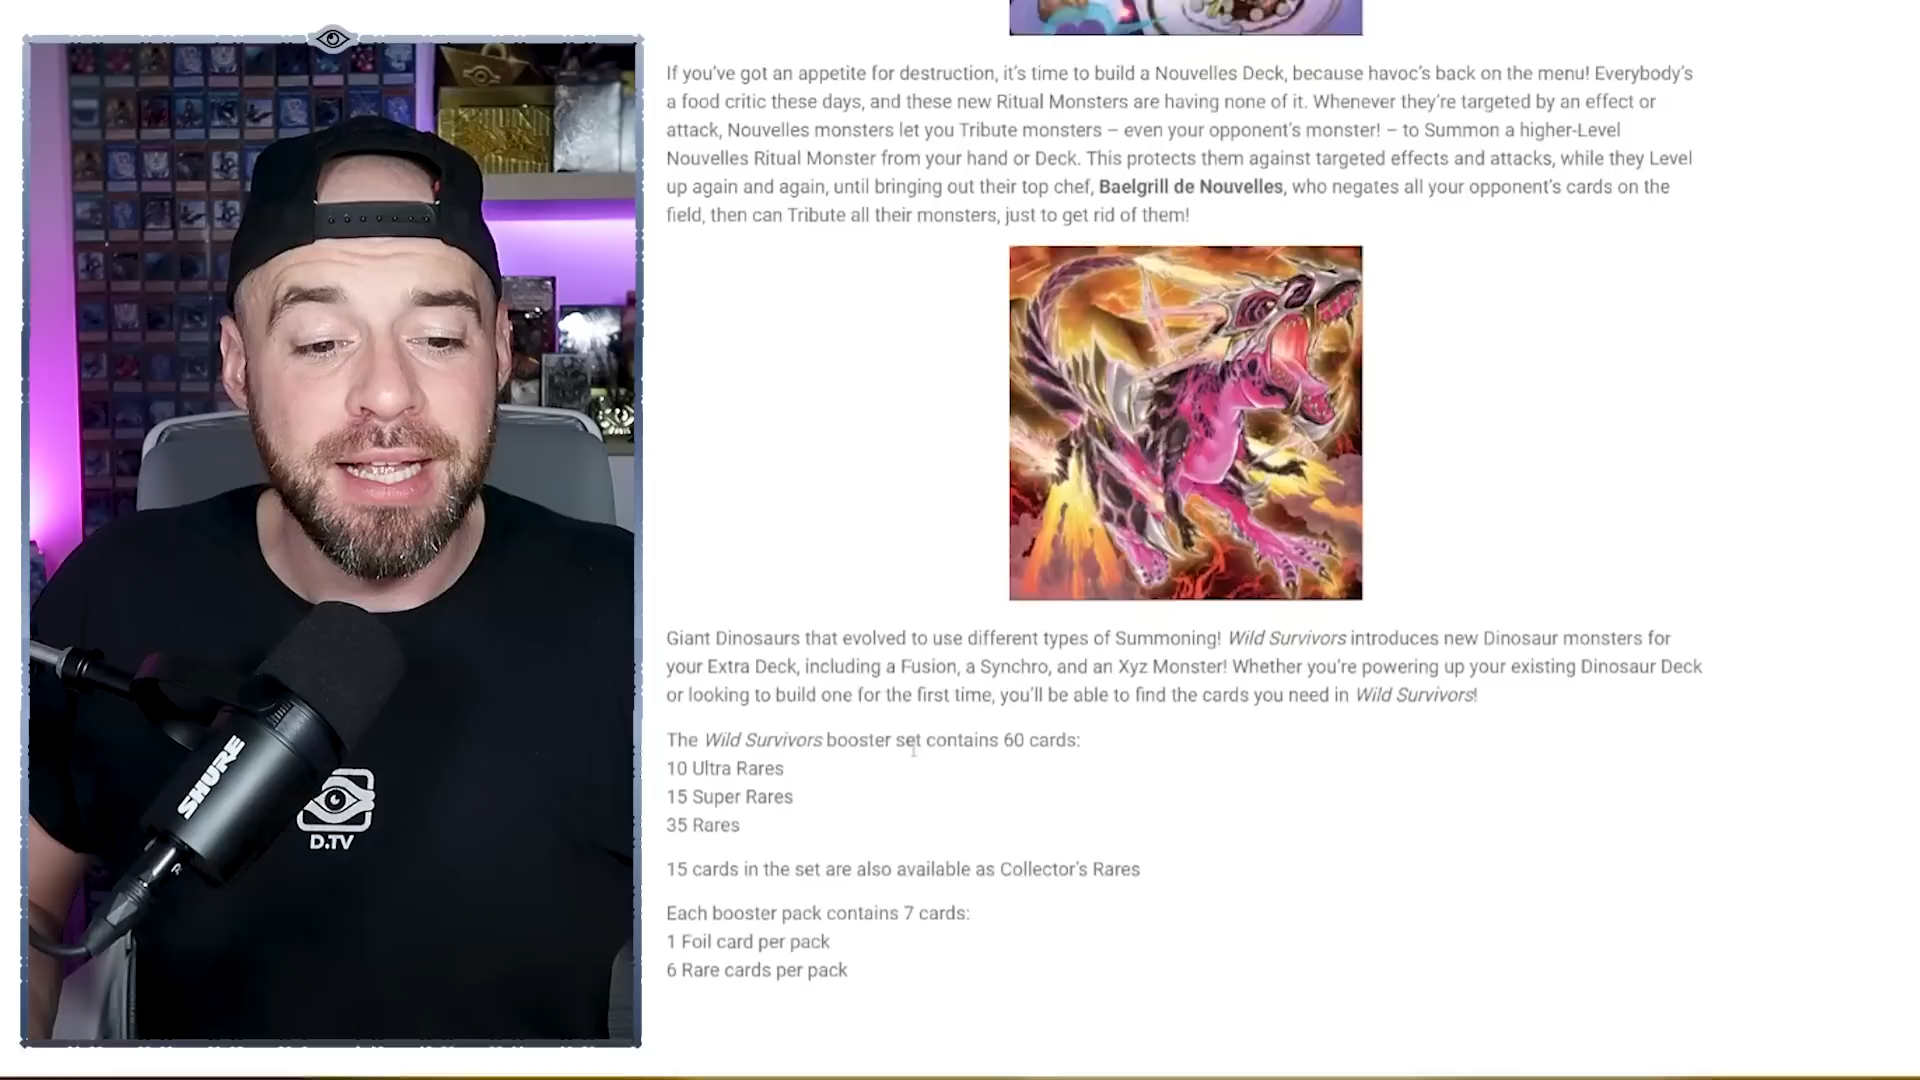 If you've got an appetite for destruction, it's time to build a Nouvelles Deck, because havoc's back on the menu! Everybody's
a food critic these days, and these new Ritual Monsters are having none of it. Whenever they're targeted by an effect or
attack, Nouvelles monsters let you Tribute monsters – even your opponent's monster! – to Summon a higher-Level
Nouvelles Ritual Monster from your hand or Deck. This protects them against targeted effects and attacks, while they Level
up again and again, until bringing out their top chef, Baelgrill de Nouvelles, who negates all your opponent's cards on the
field, then can Tribute all their monsters, just to get rid of them!
Giant Dinosaurs that evolved to use different types of Summoning! Wild Survivors introduces new Dinosaur monsters for
your Extra Deck, including a Fusion, a Synchro, and an Xyz Monster! Whether you're powering up your existing Dinosaur Deck
or looking to build one for the first time, you'll be able to find the cards you need in Wild Survivors!
The Wild Survivors booster set contains 60 cards:
10 Ultra Rares
15 Super Rares
35 Rares
15 cards in the set are also available as Collector's Rares
Each booster pack contains 7 cards:
1 Foil card per pack
6 Rare cards per pack
SHURE
D.TV